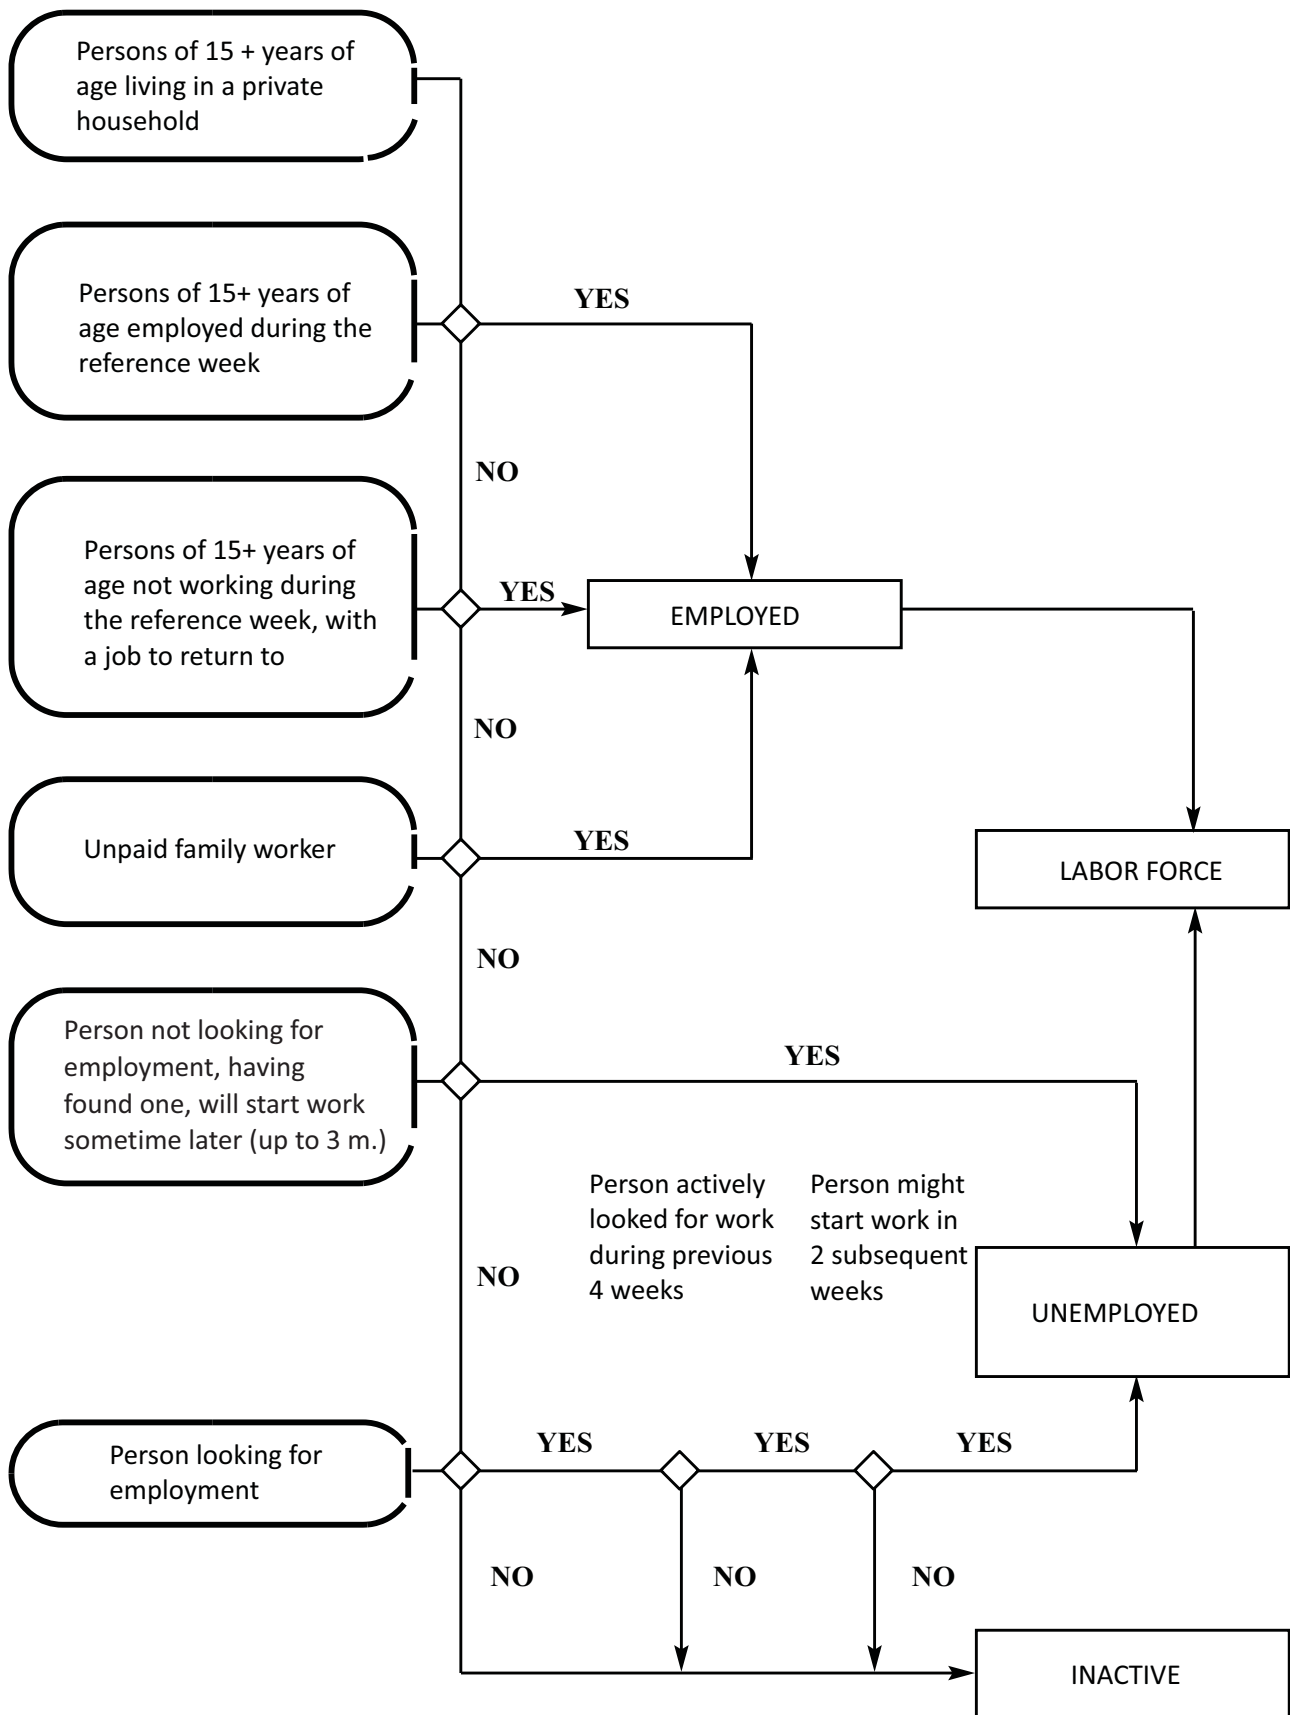 Persons of 15 + years of
age living in a private
household
Persons of 15+ years of
age employed during the
reference week
YES
NO
Persons of 15+ years of
age not working during
the reference week, with
a job to return to
YES
EMPLOYED
NO
Unpaid family worker
YES
LABOR FORCE
NO
Person not looking for
employment, having
found one, will start work
sometime later (up to 3 m.)
YES
Person actively
looked for work
during previous
4 weeks
Person might
start work in
2 subsequent
weeks
NO
UNEMPLOYED
Person looking for
employment
YES
YES
YES
NO
NO
NO
INACTIVE